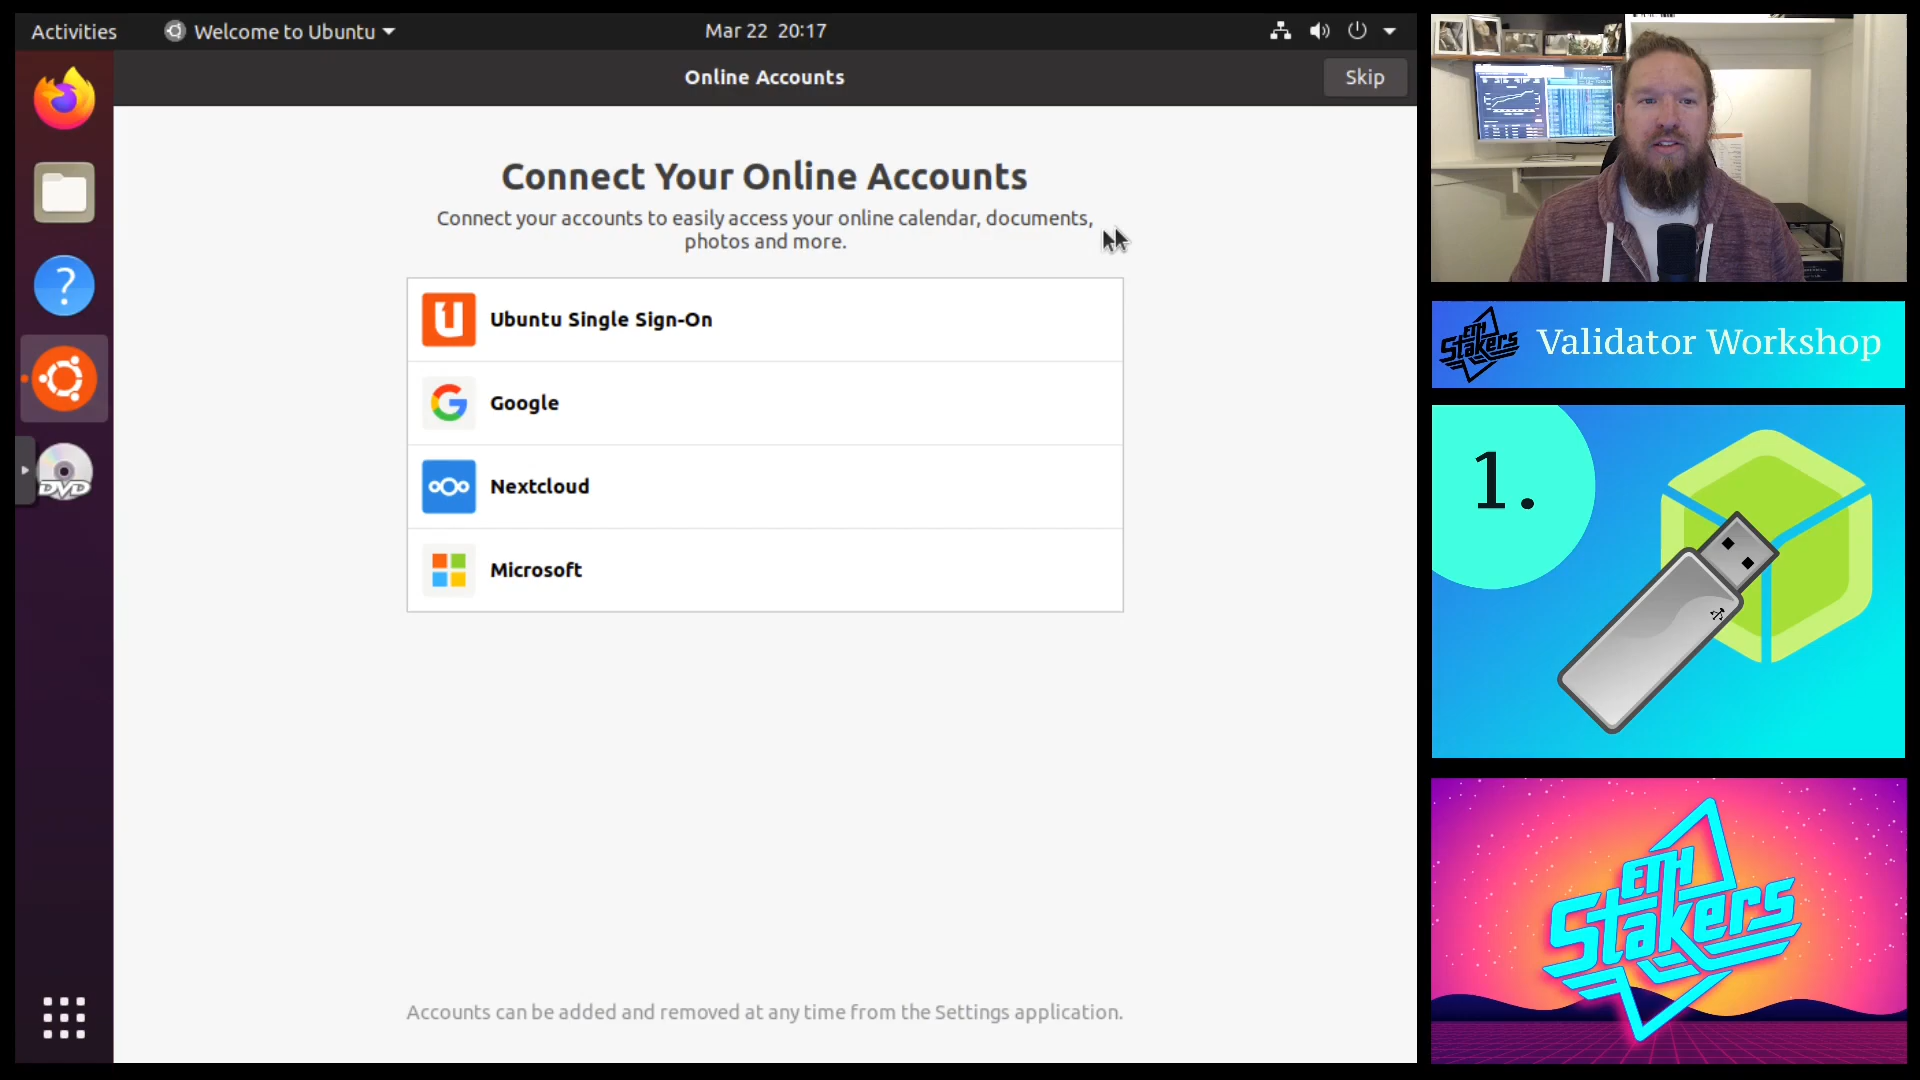 Activities
Welcome to Ubuntu
Mar 22 20:17
Online Accounts
Skip
Connect Your Online Accounts
Connect your accounts to easily access your online calendar, documents,
photos and more.
Ubuntu Single Sign-On
Google
Nextcloud
Microsoft
DVD
Accounts can be added and removed at any time from the Settings application.
ETH
Stakers
Validator Workshop
1.
ETH
Stakers